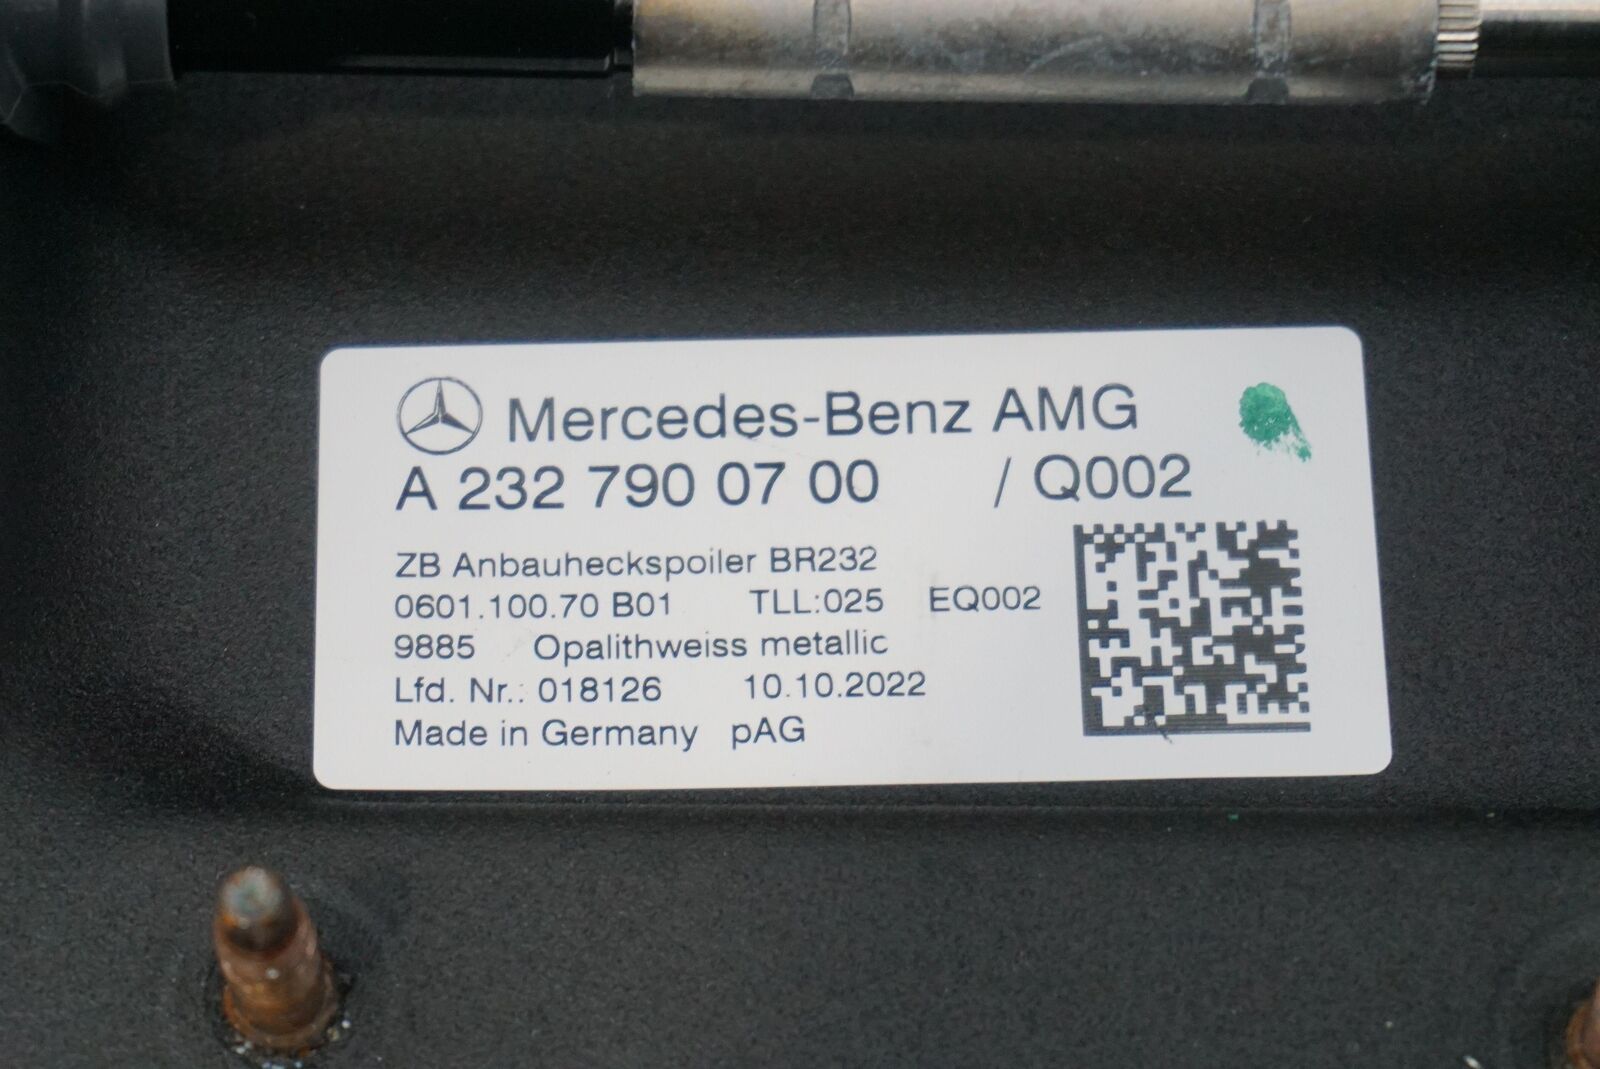 Mercedes-Benz AMG
A 232 790 07 00 / Q002
ZB Anbauheckspoiler BR232
0601.100.70 B01 TLL:025 EQ002
9885 Opalithweiss metallic
Lfd. Nr.: 018126 10.10.2022
Made in Germany pAG